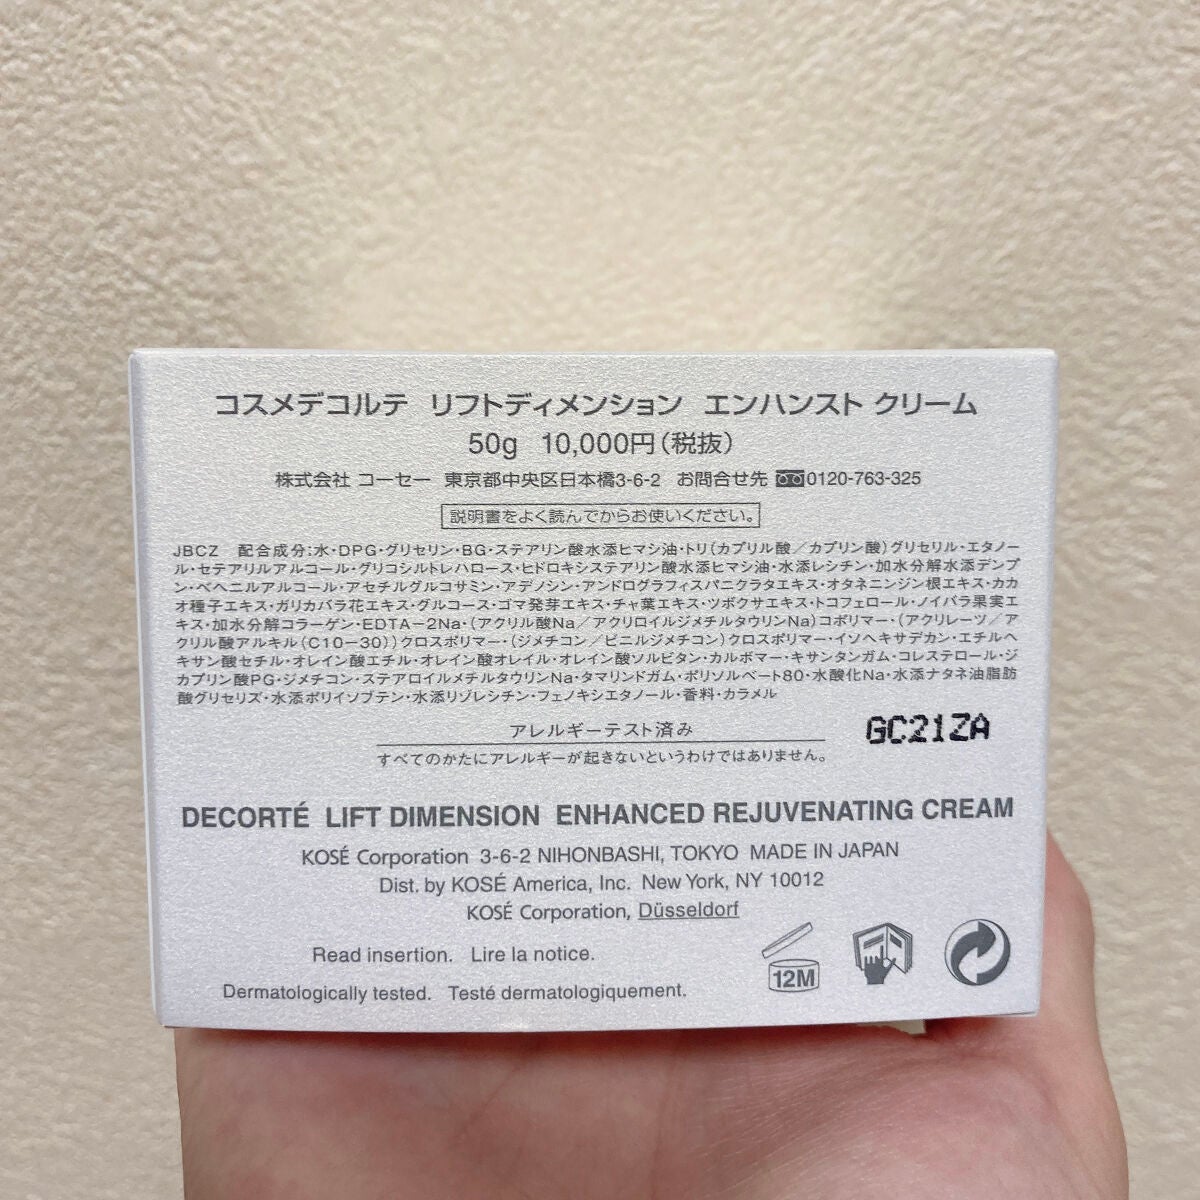 コスメデコルテ リフトディメンション エンハンスト クリーム
50g 10,000円(税抜)
株式会社 コーセー 東京都中央区日本橋3-6-2 お問合せ先 0120-763-325
説明書をよく読んでからお使いください。
JBCZ 配合成分:水・DPG・グリセリン・BG・ステアリン酸水添ヒマシ油・トリ(カプリル酸/カプリン酸)グリセリル・エタノー
ル・セテアリルアルコール・グリコシルトレハロース・ヒドロキシステアリン酸水添ヒマシ油・水添レシチン・加水分解水添デンプ
ン・ベヘニルアルコール・アセチルグルコサミン・アデノシン・アンドログラフィスパニクラタエキス・オタネニンジン根エキス・カカ
オ種子エキス・ガリカバラ花エキス・グルコース・ゴマ発芽エキス・チャ葉エキス・ツボクサエキス・トコフェロール・ノイバラ果実エ
キス・加水分解コラーゲン・EDTA-2Na・(アクリル酸Na/アクリロイルジメチルタウリンNa)コポリマー・(アクリレーツ/ア
クリル酸アルキル(C10-30))クロスポリマー・(ジメチコン/ビニルジメチコン)クロスポリマー・イソヘキサデカン・エチルヘ
キサン酸セチル・オレイン酸エチル・オレイン酸オレイル・オレイン酸ソルビタン・カルボマー・キサンタンガム・コレステロール・ジ
カプリン酸PG・ジメチコン・ステアロイルメチルタウリンNa・タマリンドガム・ポリソルベート80・水酸化Na・水添ナタネ油脂肪
酸グリセリズ・水添ポリイソブテン・水添リゾレシチン・フェノキシエタノール・香料・カラメル
アレルギーテスト済み
GC21ZA
すべてのかたにアレルギーが起きないというわけではありません。
DECORTÉ LIFT DIMENSION ENHANCED REJUVENATING CREAM
KOSÉ Corporation 3-6-2 NIHONBASHI, TOKYO MADE IN JAPAN
Dist. by KOSÉ America, Inc. New York, NY 10012
KOSÉ Corporation, Düsseldorf
Read insertion. Lire la notice.
12M
Dermatologically tested. Testé dermatologiquement.